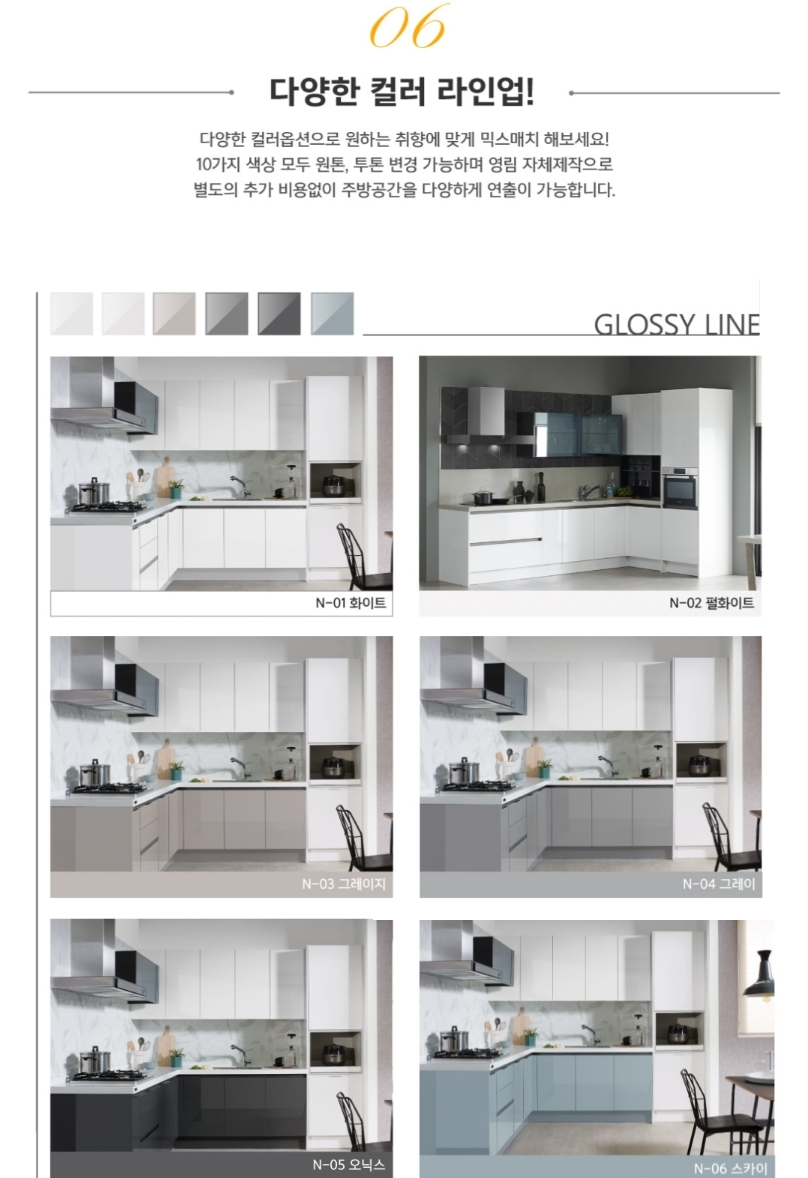 06
다양한 컬러 라인업!
다양한 컬러옵션으로 원하는 취향에 맞게 믹스매치 해보세요!
10가지 색상 모두 원톤, 투톤 변경 가능하며 영림 자체제작으로
별도의 추가 비용없이 주방공간을 다양하게 연출이 가능합니다.
GLOSSY LINE
N-01 화이트
N-02 펄화이트
N-03 그레이지
N-04 그레이
N-05 오닉스
N-06 스카이